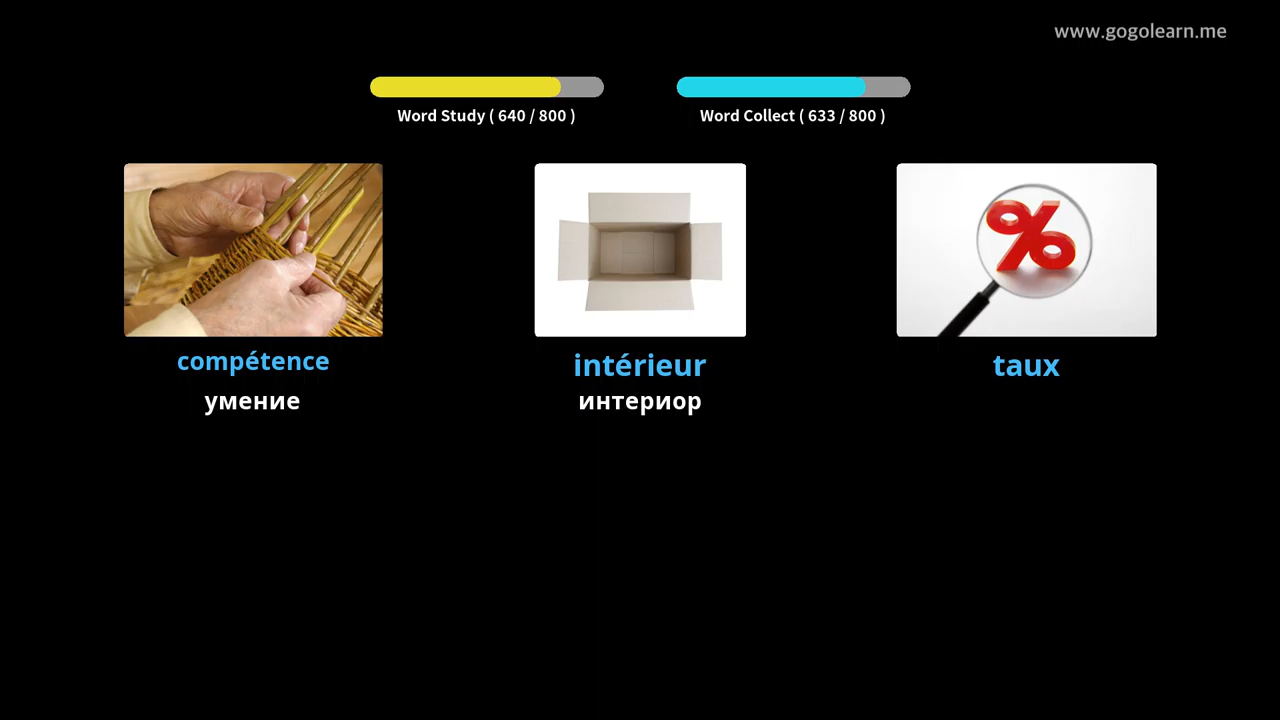 www.gogolearn.me
Word Study ( 640 / 800 )
Word Collect ( 633 / 800 )
compétence
умение
intérieur
интериор
taux